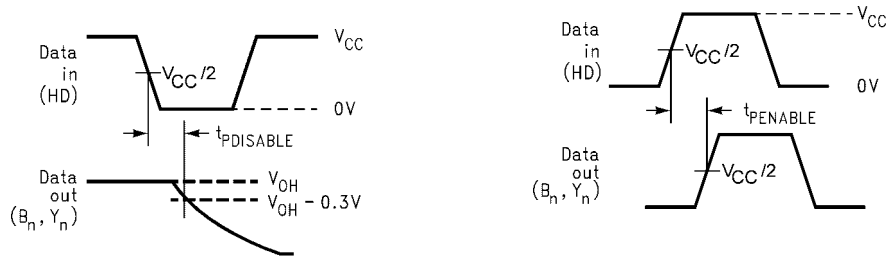 Data
in
(HD)
VCC
VCC/2
0V
tPDISABLE
Data
out
(Bn, Yn)
VOH
VOH – 0.3V
Data
in
(HD)
VCC
VCC/2
0V
tPENABLE
Data
out
(Bn, Yn)
VCC/2